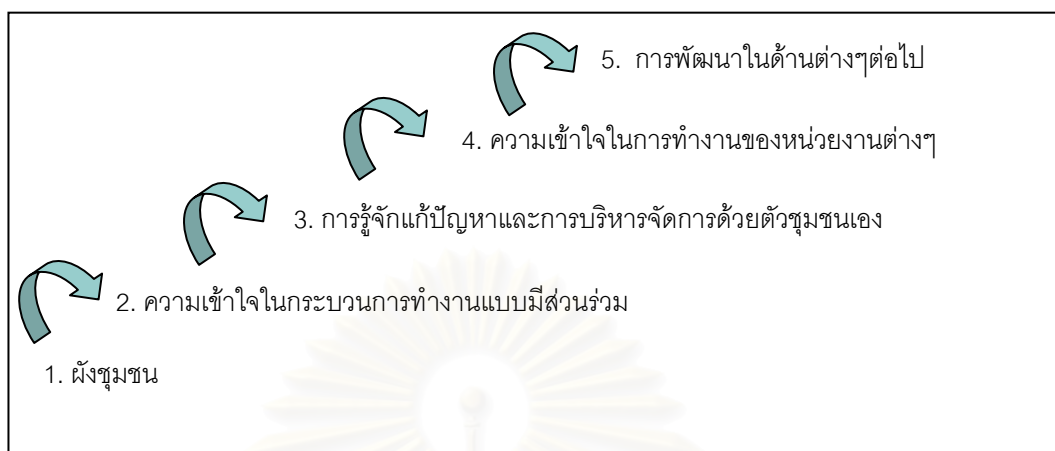 5. การพัฒนาในด้านต่างๆต่อไป
4. ความเข้าใจในการทำงานของหน่วยงานต่างๆ
3. การรู้จักแก้ปัญหาและการบริหารจัดการด้วยตัวชุมชนเอง
2. ความเข้าใจในกระบวนการทำงานแบบมีส่วนร่วม
1. ผังชุมชน